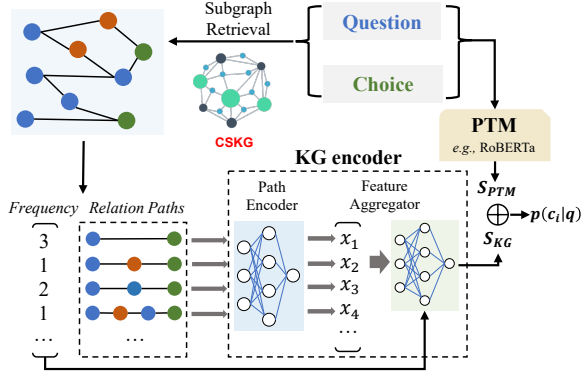 Subgraph
Retrieval
Question
Choice
CSKG
PTM
e.g., RoBERTa
KG encoder
S_PTM
Frequency
Relation Paths
Path
Encoder
Feature
Aggregator
p(c_i|q)
S_KG
3
x_1
1
x_2
2
x_3
1
x_4
...
...
...